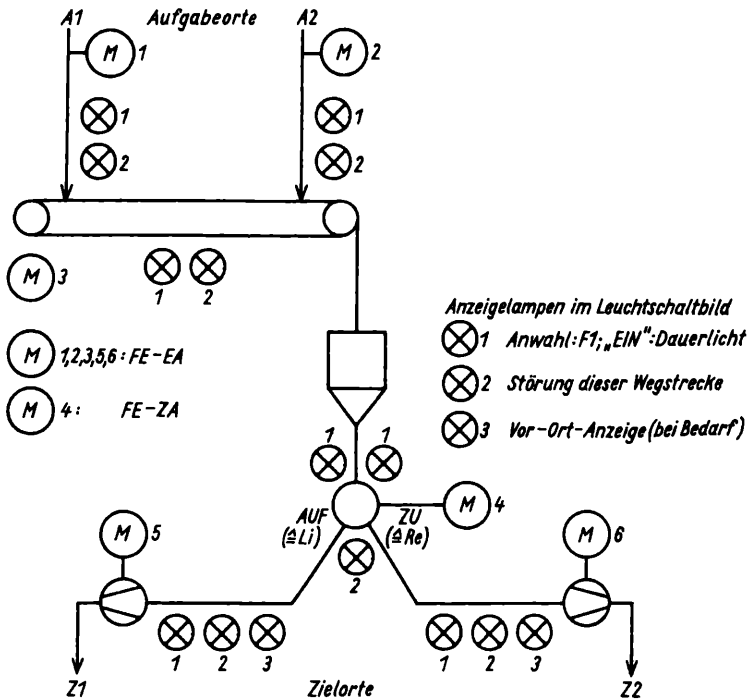 A1 Aufgabeorte A2
M 1 M 2
1 1
2 2
M 3
1 2
Anzeigelampen im Leuchtschaltbild
1 Anwahl: F1; „EIN": Dauerlicht
M 1,2,3,5,6: FE-EA
2 Störung dieser Wegstrecke
M 4: FE-ZA
3 Vor-Ort-Anzeige (bei Bedarf)
1 1
AUF ZU M 4
(≙Li) (≙Re)
M 5 M 6
2
1 2 3 1 2 3
Z1 Zielorte Z2